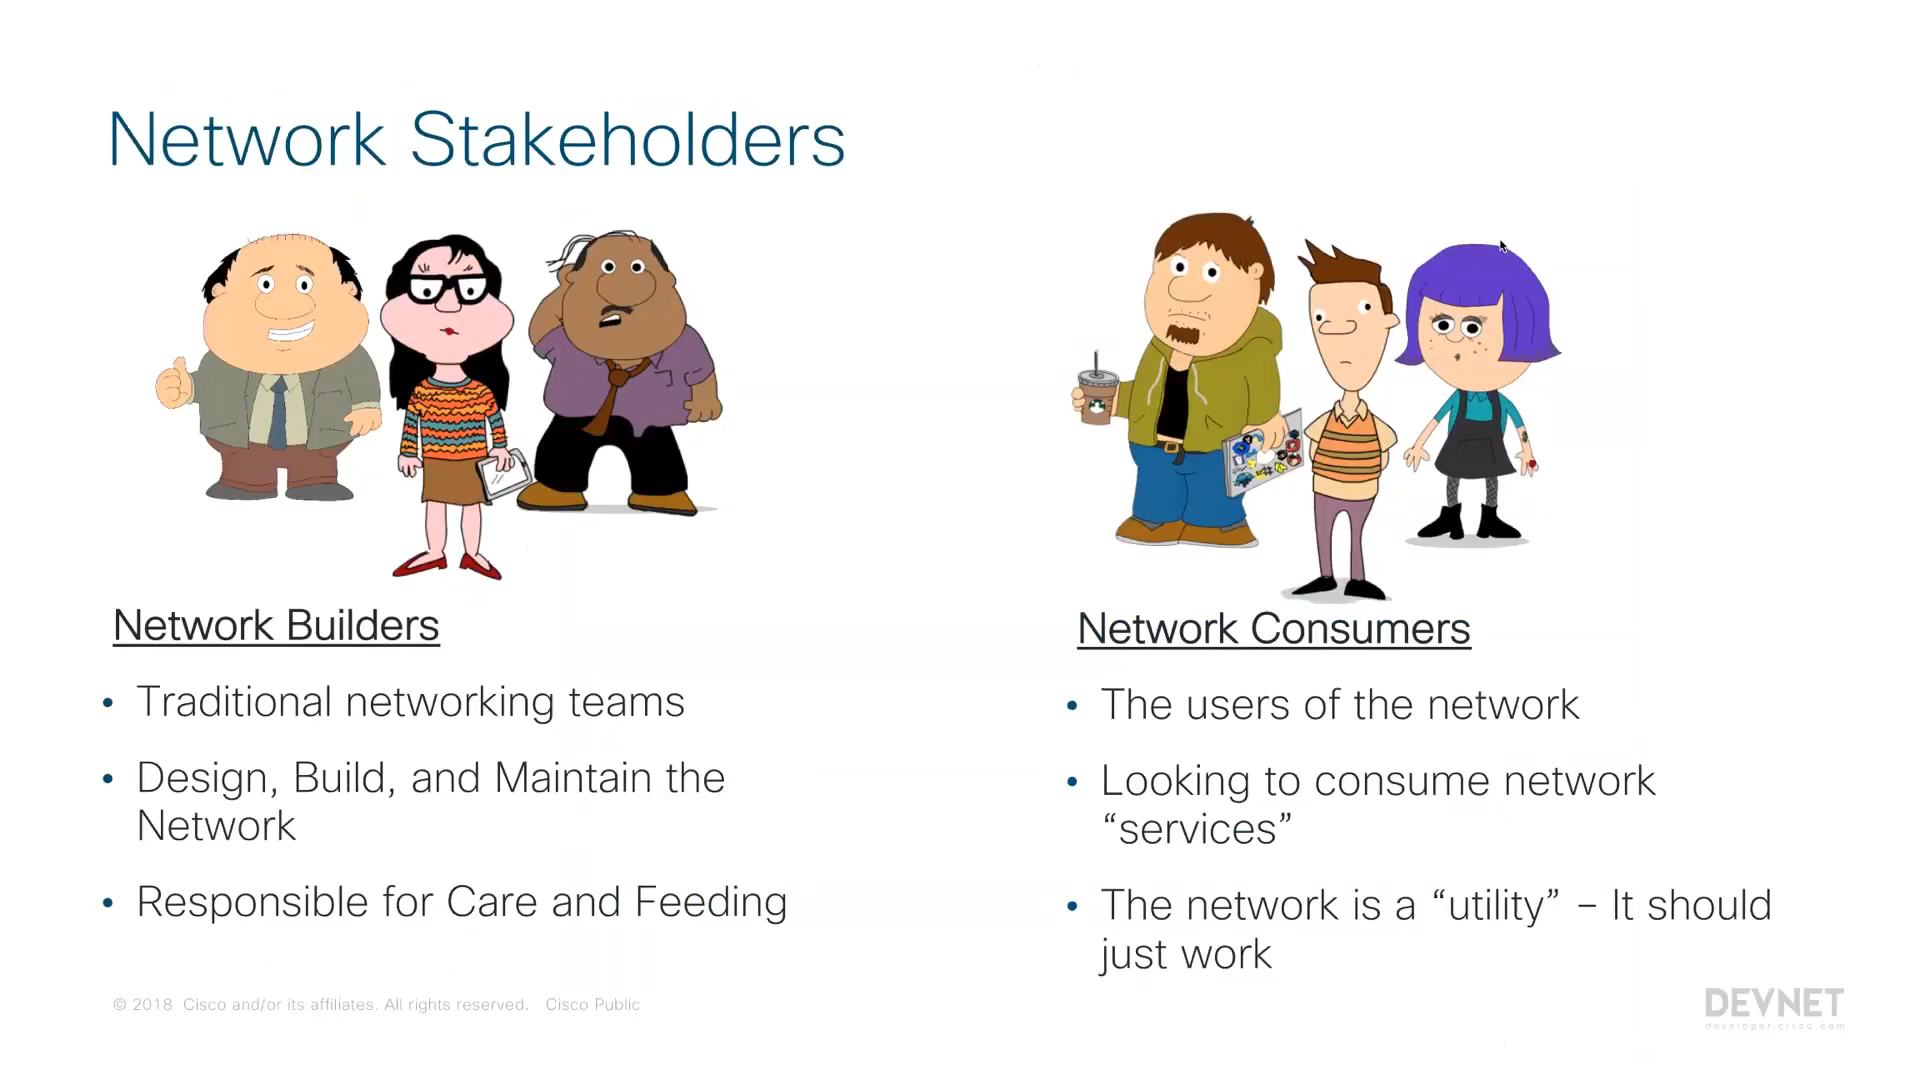 Network Stakeholders
Network Builders
• Traditional networking teams
• Design, Build, and Maintain the
Network
• Responsible for Care and Feeding
Network Consumers
• The users of the network
• Looking to consume network
“services”
• The network is a “utility” – It should
just work
© 2018 Cisco and/or its affiliates. All rights reserved. Cisco Public
DEVNET
developer.cisco.com